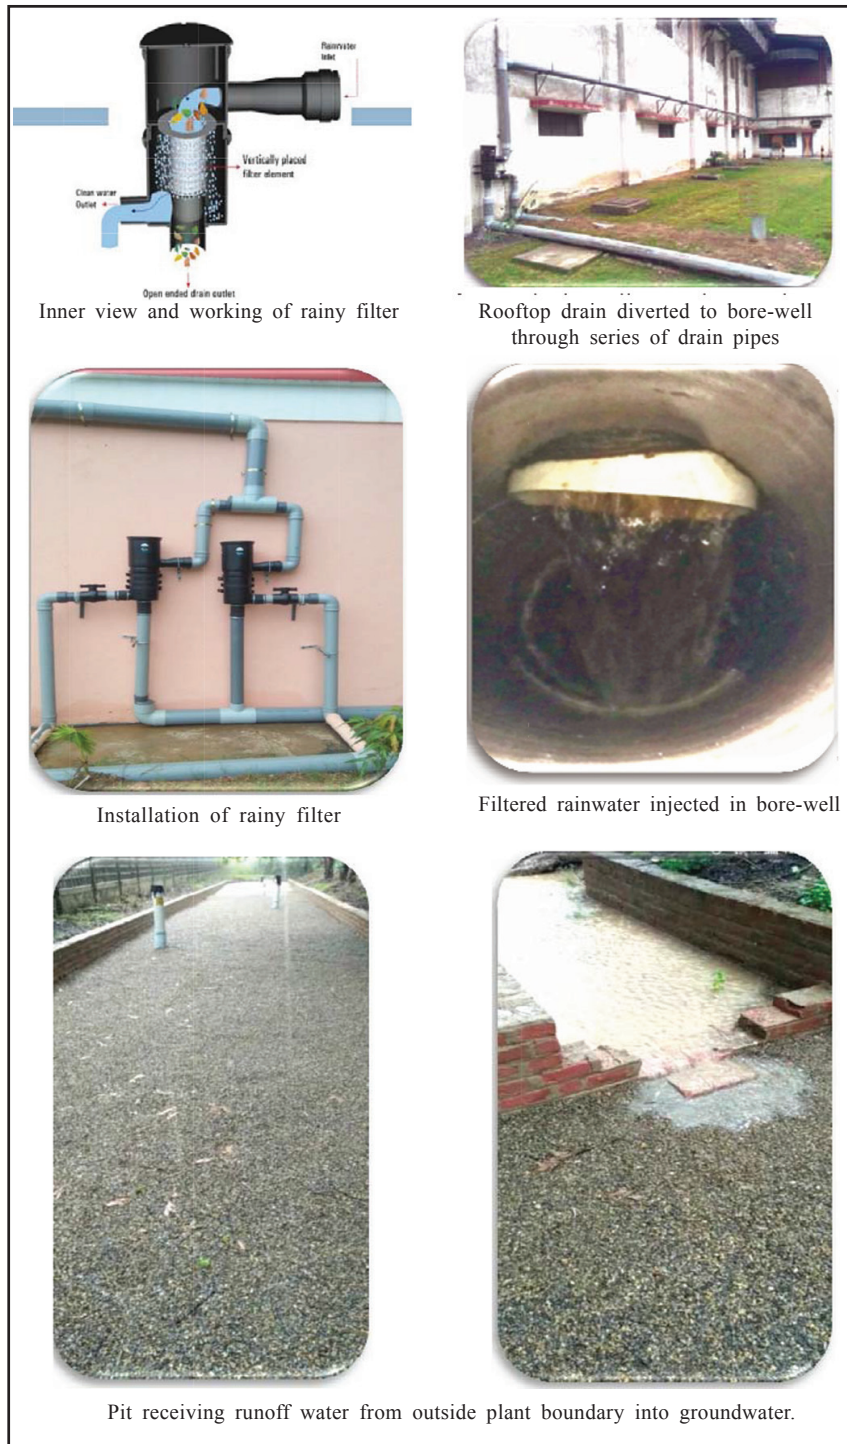 Rainwater
Inlet
Vertically placed
filter element
Clean water
Outlet
Open ended drain outlet
Inner view and working of rainy filter
Rooftop drain diverted to bore-well
through series of drain pipes
Installation of rainy filter
Filtered rainwater injected in bore-well
Pit receiving runoff water from outside plant boundary into groundwater.